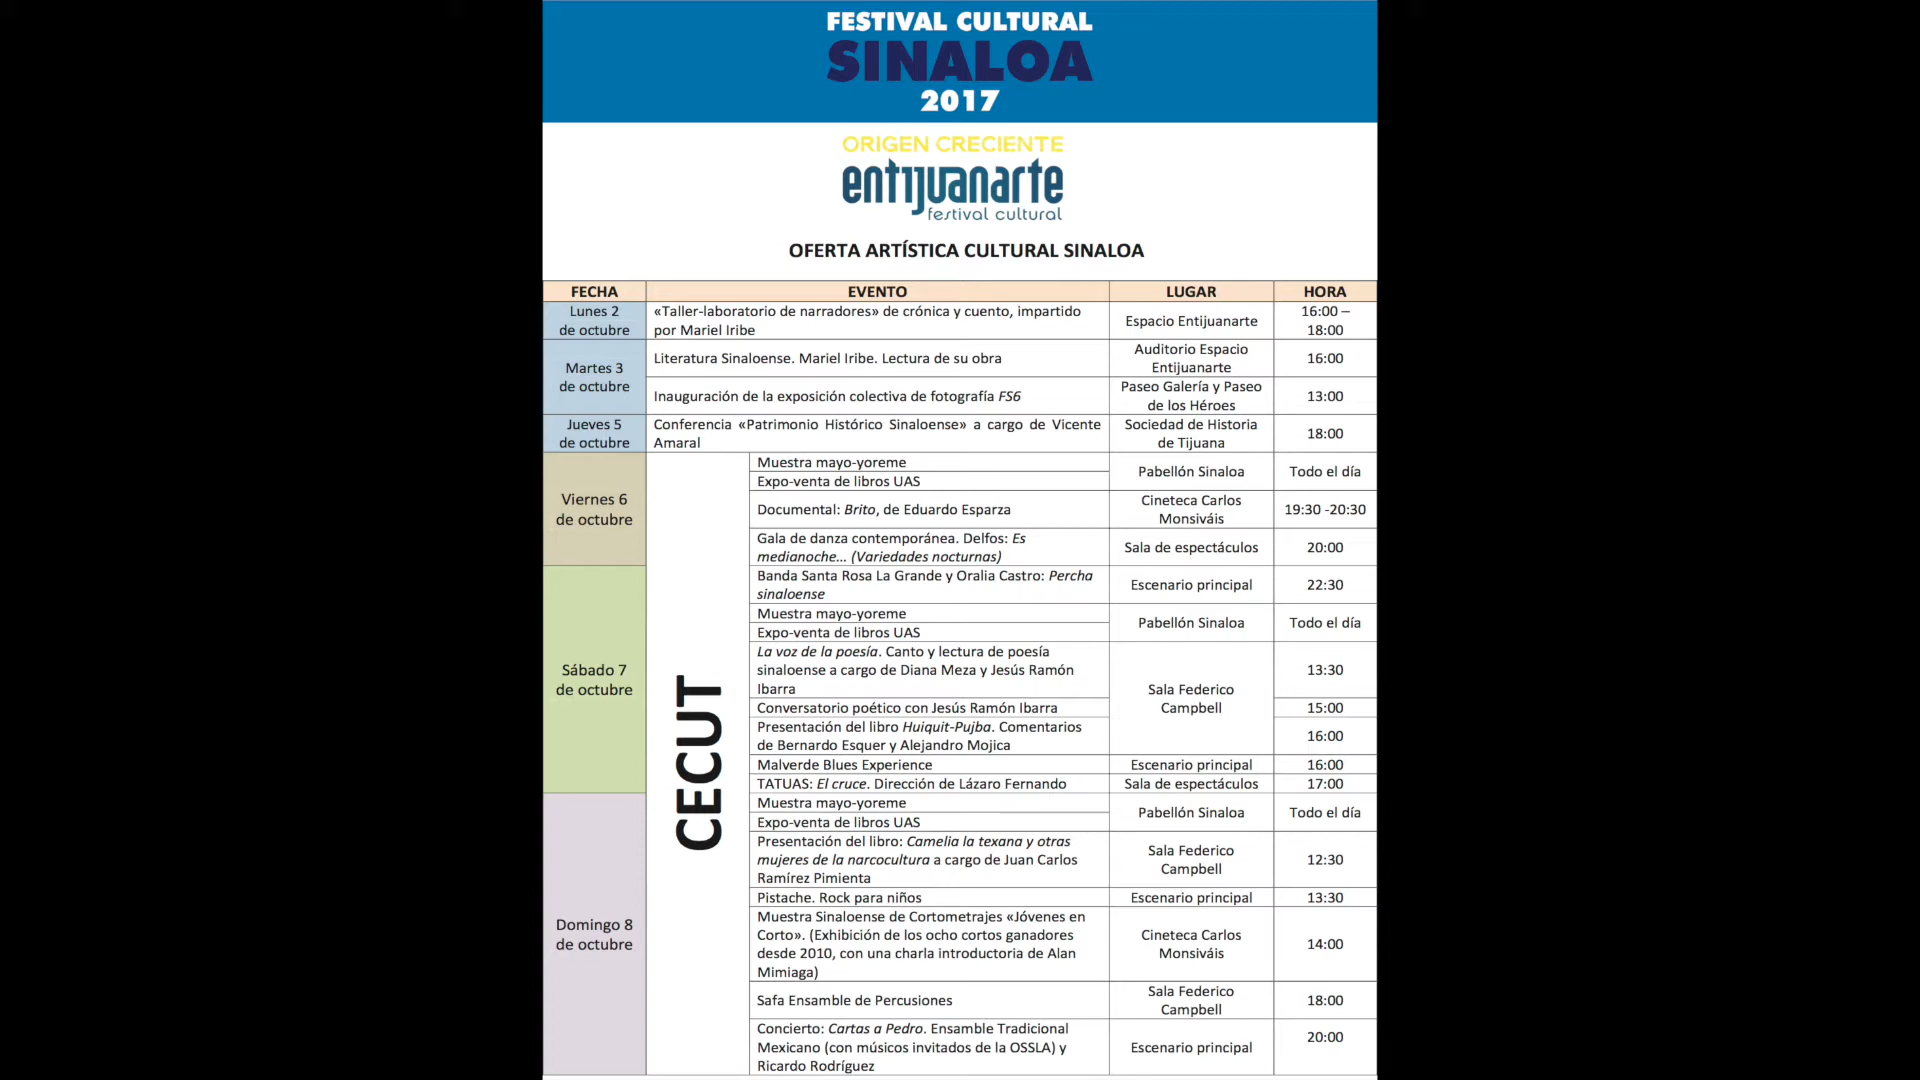 FESTIVAL CULTURAL
SINALOA
2017
ORIGEN CRECIENTE
entijuanarte
festival cultural
OFERTA ARTÍSTICA CULTURAL SINALOA
FECHA EVENTO LUGAR HORA
Lunes 2
de octubre
«Taller-laboratorio de narradores» de crónica y cuento, impartido
por Mariel Iribe
Espacio Entijuanarte
16:00 –
18:00
Martes 3
de octubre
Literatura Sinaloense. Mariel Iribe. Lectura de su obra
Auditorio Espacio
Entijuanarte
16:00
Inauguración de la exposición colectiva de fotografía FS6
Paseo Galería y Paseo
de los Héroes
13:00
Jueves 5
de octubre
Conferencia «Patrimonio Histórico Sinaloense» a cargo de Vicente
Amaral
Sociedad de Historia
de Tijuana
18:00
CECUT
Viernes 6
de octubre
Muestra mayo-yoreme
Expo-venta de libros UAS
Pabellón Sinaloa
Todo el día
Documental: Brito, de Eduardo Esparza
Cineteca Carlos
Monsiváis
19:30 -20:30
Gala de danza contemporánea. Delfos: Es
medianoche... (Variedades nocturnas)
Sala de espectáculos
20:00
Sábado 7
de octubre
Banda Santa Rosa La Grande y Oralia Castro: Percha
sinaloense
Escenario principal
22:30
Muestra mayo-yoreme
Expo-venta de libros UAS
Pabellón Sinaloa
Todo el día
La voz de la poesía. Canto y lectura de poesía
sinaloense a cargo de Diana Meza y Jesús Ramón
Ibarra
Sala Federico
Campbell
13:30
Conversatorio poético con Jesús Ramón Ibarra
15:00
Presentación del libro Huiquit-Pujba. Comentarios
de Bernardo Esquer y Alejandro Mojica
16:00
Malverde Blues Experience
Escenario principal
16:00
TATUAS: El cruce. Dirección de Lázaro Fernando
Sala de espectáculos
17:00
Domingo 8
de octubre
Muestra mayo-yoreme
Expo-venta de libros UAS
Pabellón Sinaloa
Todo el día
Presentación del libro: Camelia la texana y otras
mujeres de la narcocultura a cargo de Juan Carlos
Ramírez Pimienta
Sala Federico
Campbell
12:30
Pistache. Rock para niños
Escenario principal
13:30
Muestra Sinaloense de Cortometrajes «Jóvenes en
Corto». (Exhibición de los ocho cortos ganadores
desde 2010, con una charla introductoria de Alan
Mimiaga)
Cineteca Carlos
Monsiváis
14:00
Safa Ensamble de Percusiones
Sala Federico
Campbell
18:00
Concierto: Cartas a Pedro. Ensamble Tradicional
Mexicano (con músicos invitados de la OSSLA) y
Ricardo Rodríguez
Escenario principal
20:00